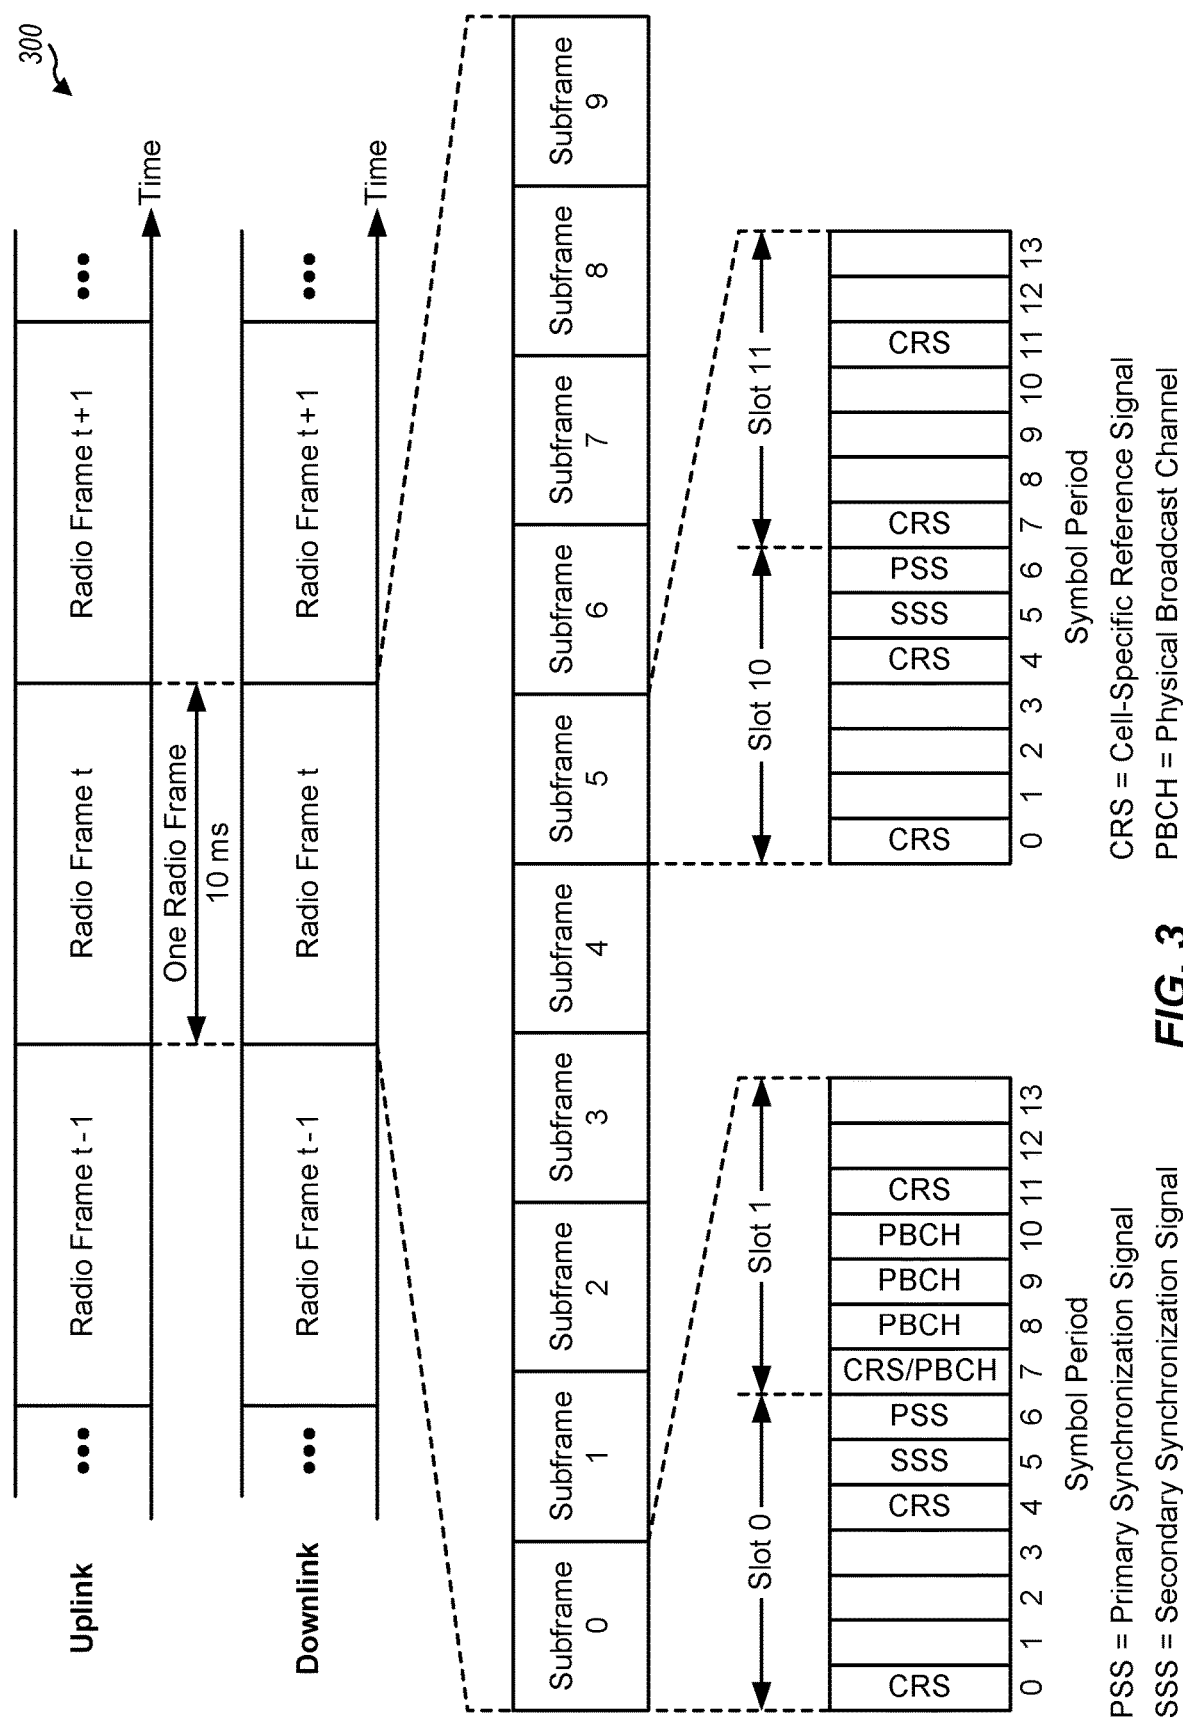 300
Uplink
••• Radio Frame t - 1 Radio Frame t Radio Frame t + 1 •••
Time
One Radio Frame
10 ms
Downlink
••• Radio Frame t - 1 Radio Frame t Radio Frame t + 1 •••
Time
Subframe 0
Subframe 1
Subframe 2
Subframe 3
Subframe 4
Subframe 5
Subframe 6
Subframe 7
Subframe 8
Subframe 9
Slot 0 Slot 1
CRS CRS SSS PSS CRS/PBCH PBCH PBCH PBCH CRS
0 1 2 3 4 5 6 7 8 9 10 11 12 13
Symbol Period
Slot 10 Slot 11
CRS CRS SSS PSS CRS CRS
0 1 2 3 4 5 6 7 8 9 10 11 12 13
Symbol Period
PSS = Primary Synchronization Signal
SSS = Secondary Synchronization Signal
CRS = Cell-Specific Reference Signal
PBCH = Physical Broadcast Channel
FIG. 3